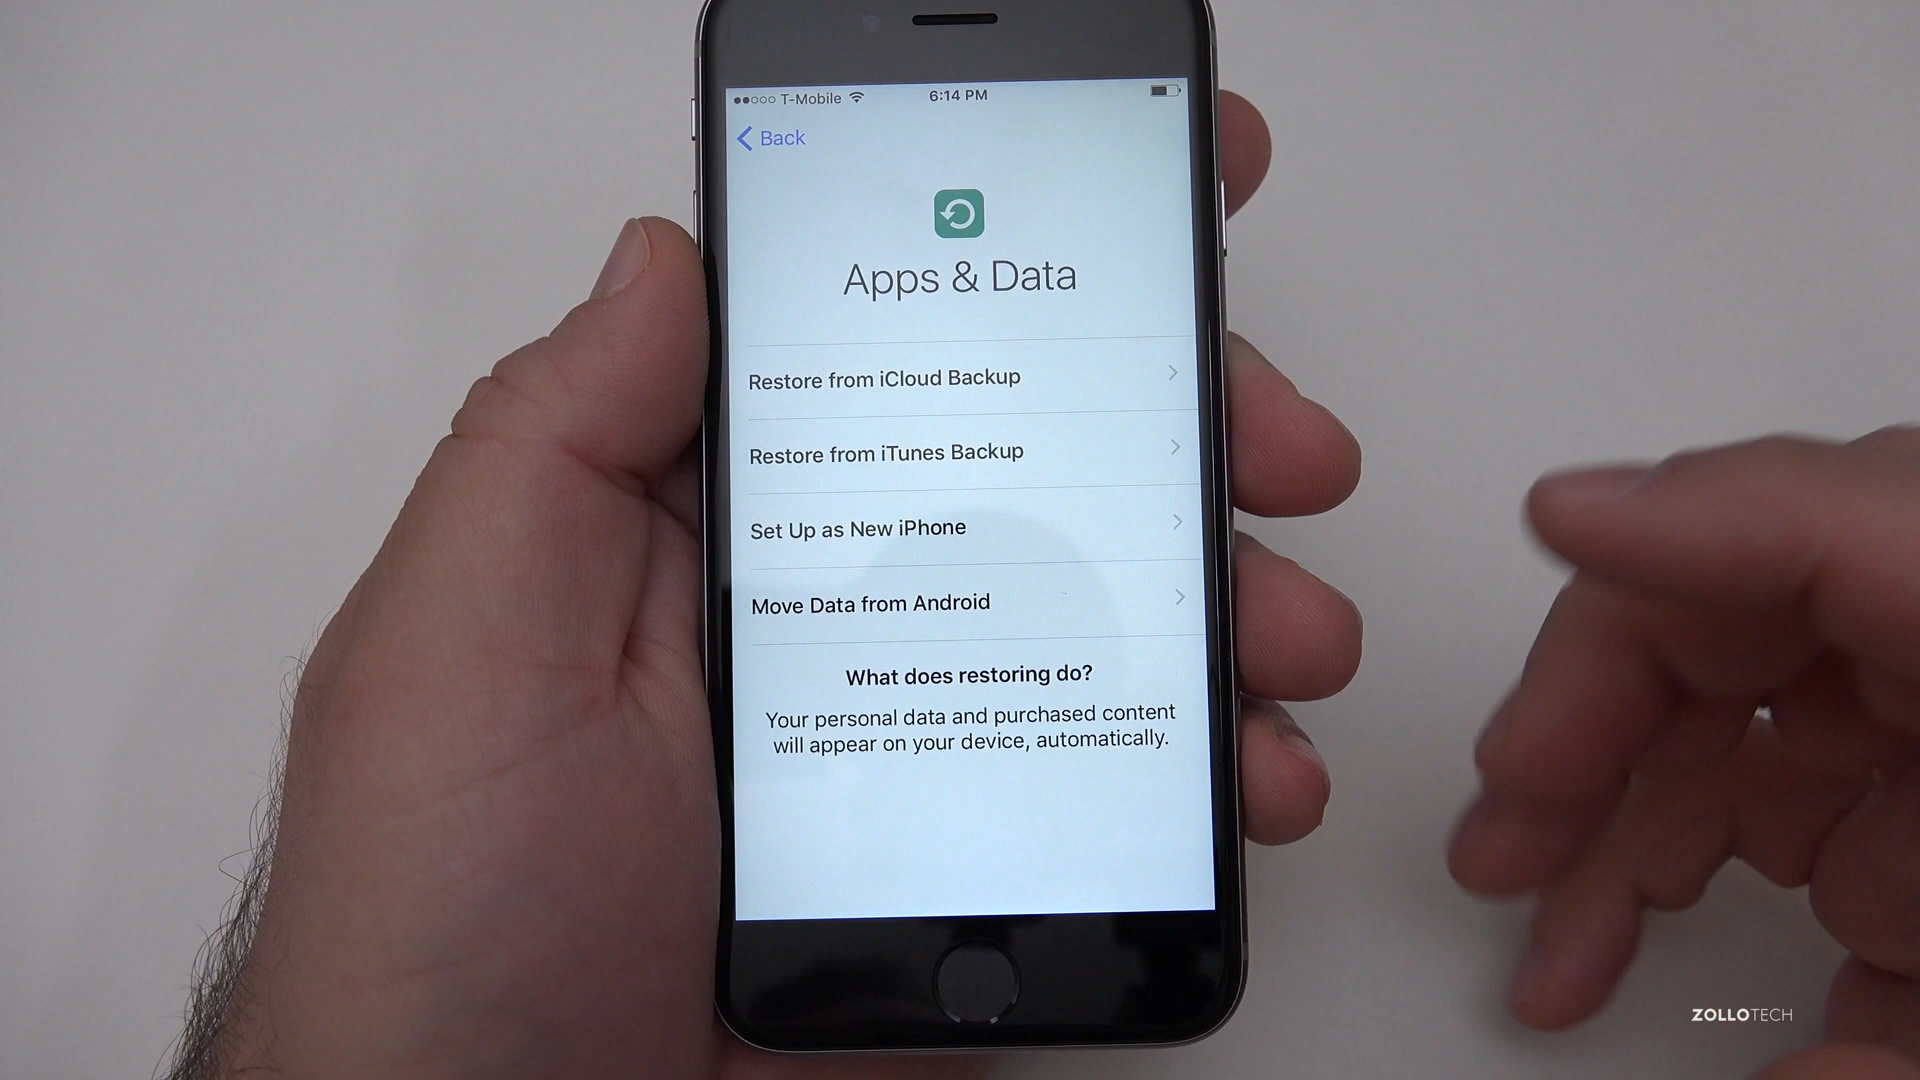 T-Mobile 6:14 PM
Back
Apps & Data
Restore from iCloud Backup
Restore from iTunes Backup
Set Up as New iPhone
Move Data from Android
What does restoring do?
Your personal data and purchased content
will appear on your device, automatically.
ZOLLOTECH